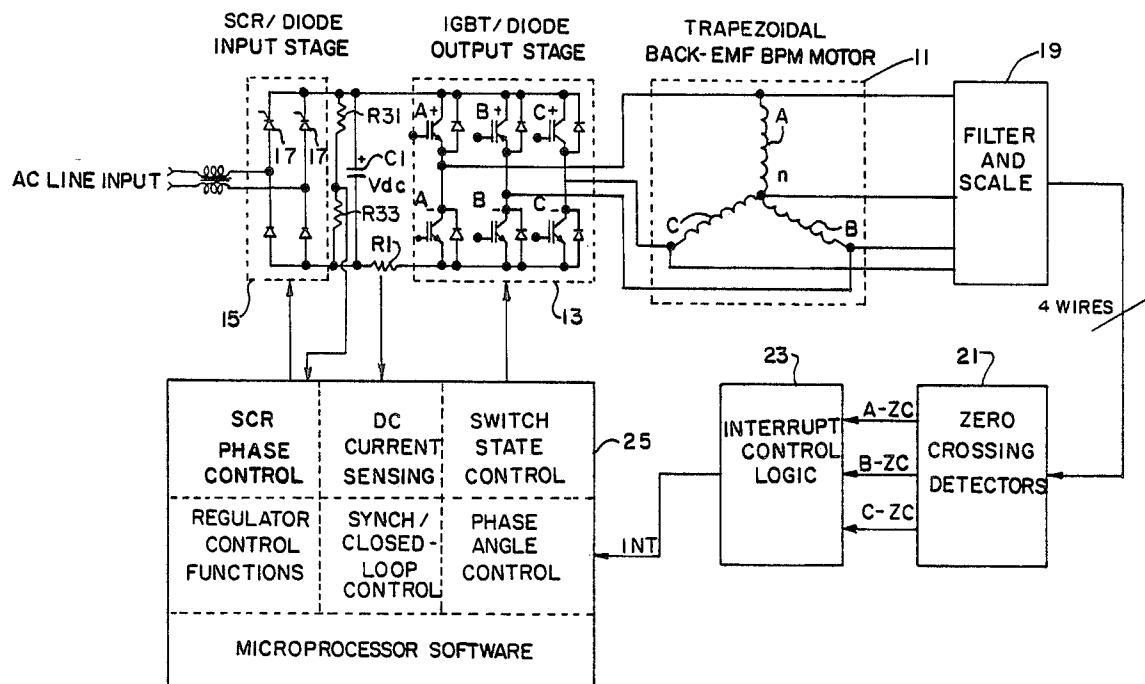 SCR/DIODE
INPUT STAGE
IGBT/DIODE
OUTPUT STAGE
TRAPEZOIDAL
BACK-EMF BPM MOTOR
11
19
R31
17
17
+
C1
Vdc
R33
R1
AC LINE INPUT
A+
B+
C+
A-
B-
C-
A
n
C
B
FILTER
AND
SCALE
15
13
4 WIRES
23
21
SCR
PHASE
CONTROL
DC
CURRENT
SENSING
SWITCH
STATE
CONTROL
25
INTERRUPT
CONTROL
LOGIC
A-ZC
B-ZC
C-ZC
ZERO
CROSSING
DETECTORS
REGULATOR
CONTROL
FUNCTIONS
SYNCH/
CLOSED-
LOOP
CONTROL
PHASE
ANGLE
CONTROL
INT
MICROPROCESSOR SOFTWARE